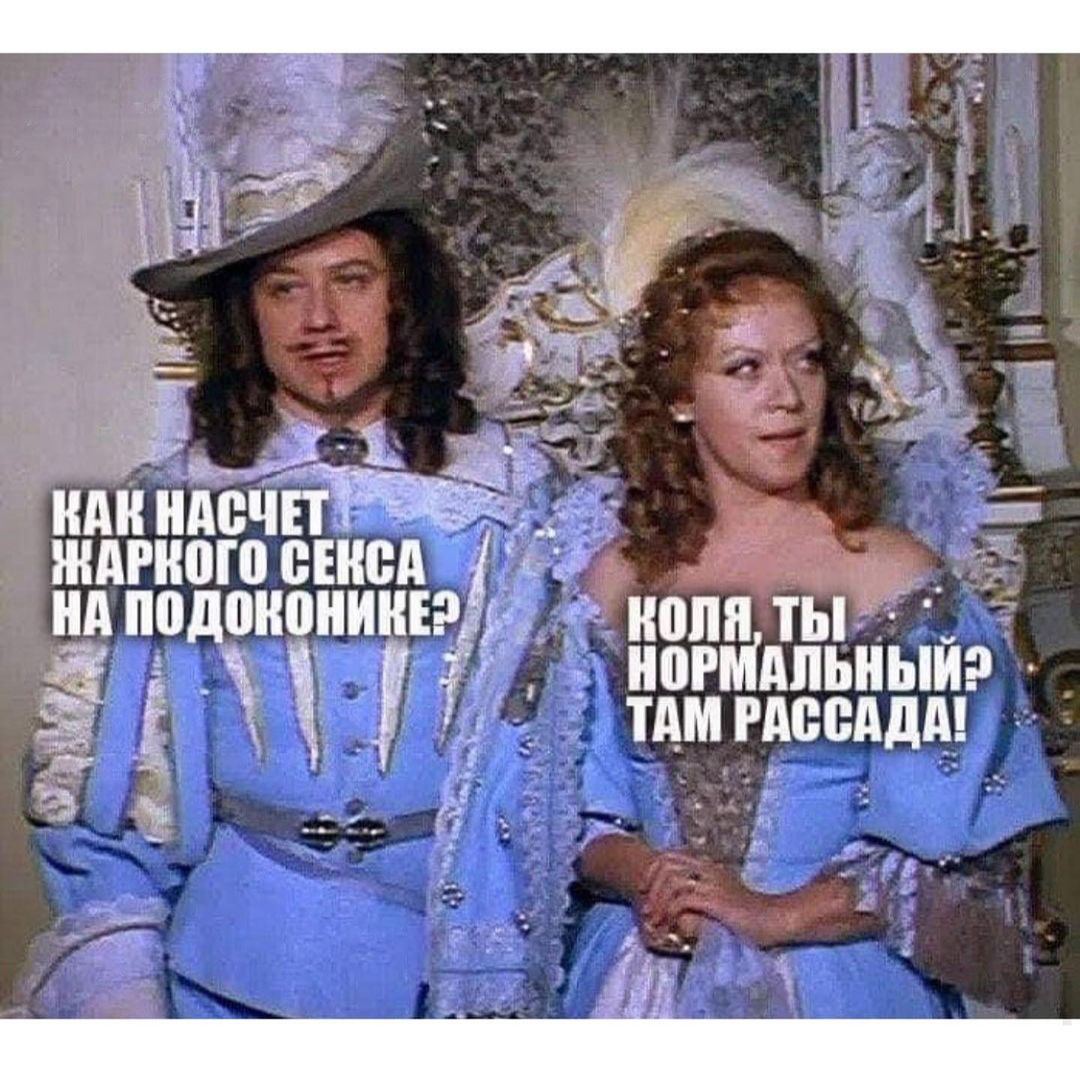 КАК НАСЧЕТ
ЖАРКОГО СЕКСА
НА ПОДОКОНИКЕ?
КОЛЯ, ТЫ
НОРМАЛЬНЫЙ?
ТАМ РАССАДА!